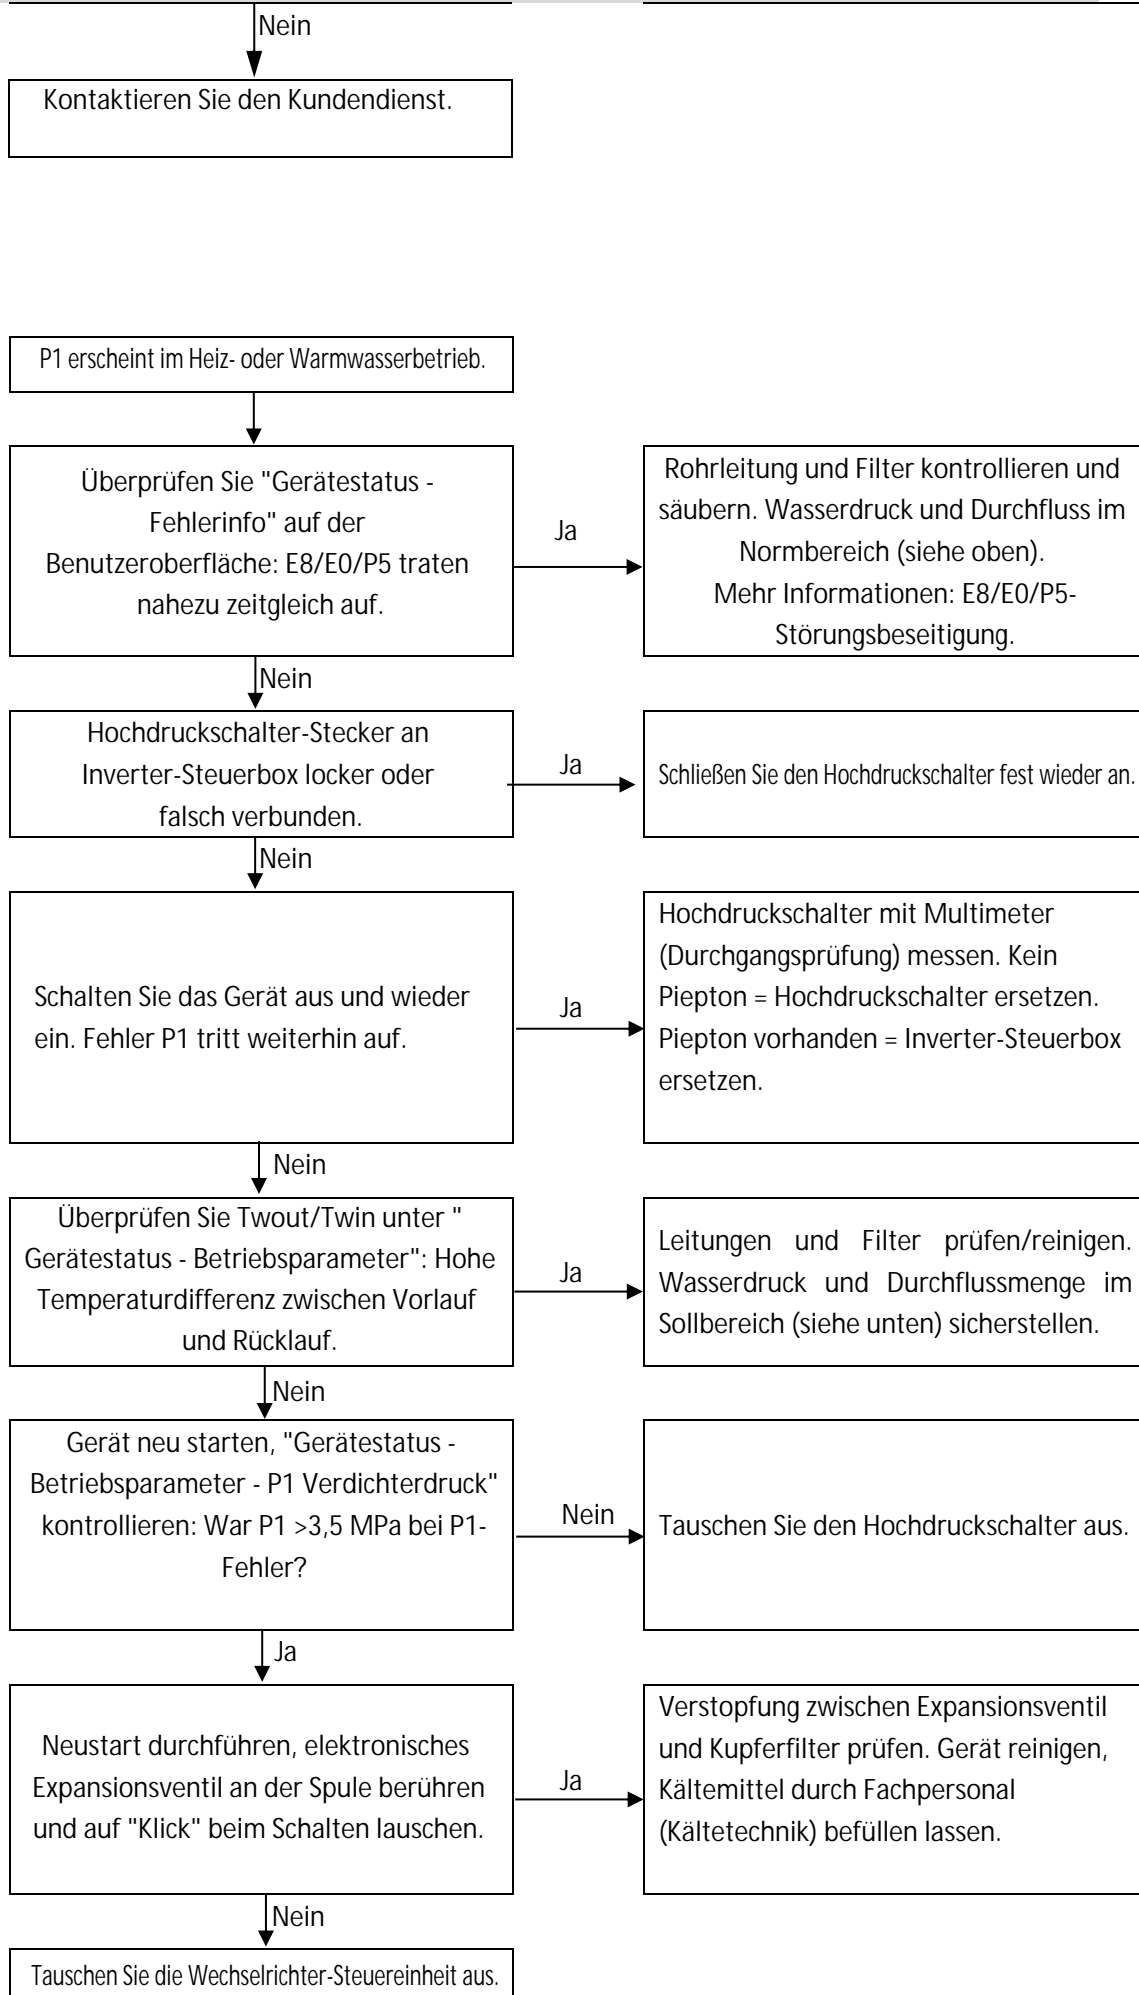 Nein
Kontaktieren Sie den Kundendienst.
P1 erscheint im Heiz- oder Warmwasserbetrieb.
Überprüfen Sie "Gerätestatus -
Fehlerinfo" auf der
Benutzeroberfläche: E8/E0/P5 traten
nahezu zeitgleich auf.
Ja
Rohrleitung und Filter kontrollieren und
säubern. Wasserdruck und Durchfluss im
Normbereich (siehe oben).
Mehr Informationen: E8/E0/P5-
Störungsbeseitigung.
Nein
Hochdruckschalter-Stecker an
Inverter-Steuerbox locker oder
falsch verbunden.
Ja
Schließen Sie den Hochdruckschalter fest wieder an.
Nein
Schalten Sie das Gerät aus und wieder
ein. Fehler P1 tritt weiterhin auf.
Ja
Hochdruckschalter mit Multimeter
(Durchgangsprüfung) messen. Kein
Piepton = Hochdruckschalter ersetzen.
Piepton vorhanden = Inverter-Steuerbox
ersetzen.
Nein
Überprüfen Sie Twout/Twin unter "
Gerätestatus - Betriebsparameter": Hohe
Temperaturdifferenz zwischen Vorlauf
und Rücklauf.
Ja
Leitungen und Filter prüfen/reinigen.
Wasserdruck und Durchflussmenge im
Sollbereich (siehe unten) sicherstellen.
Nein
Gerät neu starten, "Gerätestatus -
Betriebsparameter - P1 Verdichterdruck"
kontrollieren: War P1 >3,5 MPa bei P1-
Fehler?
Nein
Tauschen Sie den Hochdruckschalter aus.
Ja
Neustart durchführen, elektronisches
Expansionsventil an der Spule berühren
und auf "Klick" beim Schalten lauschen.
Ja
Verstopfung zwischen Expansionsventil
und Kupferfilter prüfen. Gerät reinigen,
Kältemittel durch Fachpersonal
(Kältetechnik) befüllen lassen.
Nein
Tauschen Sie die Wechselrichter-Steuereinheit aus.